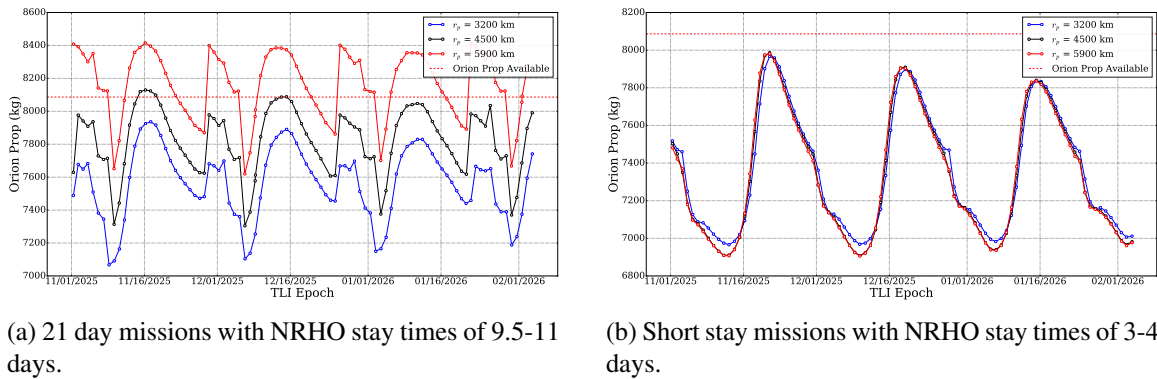 8600
8400
8200
8000
7800
7600
7400
7200
7000
Orion Prop (kg)
r_p = 3200 km
r_p = 4500 km
r_p = 5900 km
Orion Prop Available
11/01/2025 11/16/2025 12/01/2025 12/16/2025 01/01/2026 01/16/2026 02/01/2026
TLI Epoch
(a) 21 day missions with NRHO stay times of 9.5-11
days.
8200
8000
7800
7600
7400
7200
7000
6800
Orion Prop (kg)
r_p = 3200 km
r_p = 4500 km
r_p = 5900 km
Orion Prop Available
11/01/2025 11/16/2025 12/01/2025 12/16/2025 01/01/2026 01/16/2026 02/01/2026
TLI Epoch
(b) Short stay missions with NRHO stay times of 3-4
days.